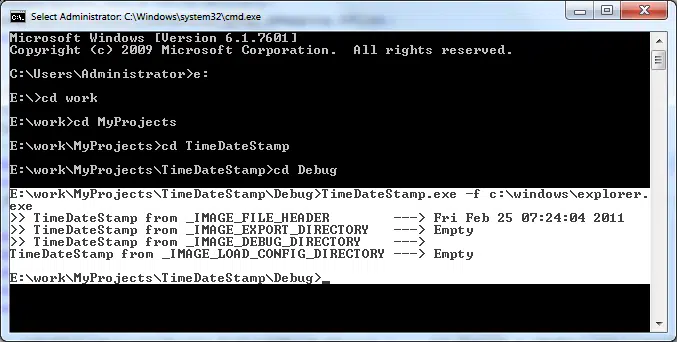 Select Administrator: C:\Windows\system32\cmd.exe
Microsoft Windows [Version 6.1.7601]
Copyright (c) 2009 Microsoft Corporation.  All rights reserved.
C:\Users\Administrator>e:
E:\>cd work
E:\work>cd MyProjects
E:\work\MyProjects>cd TimeDateStamp
E:\work\MyProjects\TimeDateStamp>cd Debug
E:\work\MyProjects\TimeDateStamp\Debug>TimeDateStamp.exe -f c:\windows\explorer.
exe
>> TimeDateStamp from _IMAGE_FILE_HEADER        ---> Fri Feb 25 07:24:04 2011
>> TimeDateStamp from _IMAGE_EXPORT_DIRECTORY   ---> Empty
>> TimeDateStamp from _IMAGE_DEBUG_DIRECTORY    --->
TimeDateStamp from _IMAGE_LOAD_CONFIG_DIRECTORY ---> Empty
E:\work\MyProjects\TimeDateStamp\Debug>_